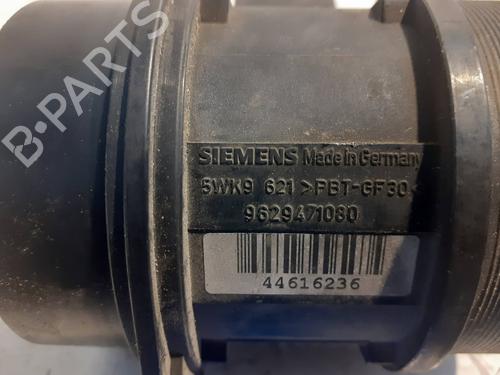 B-PARTS
SIEMENS Made in Germany
5WK9 621 >PBT-GF30<
9629471080
44616236